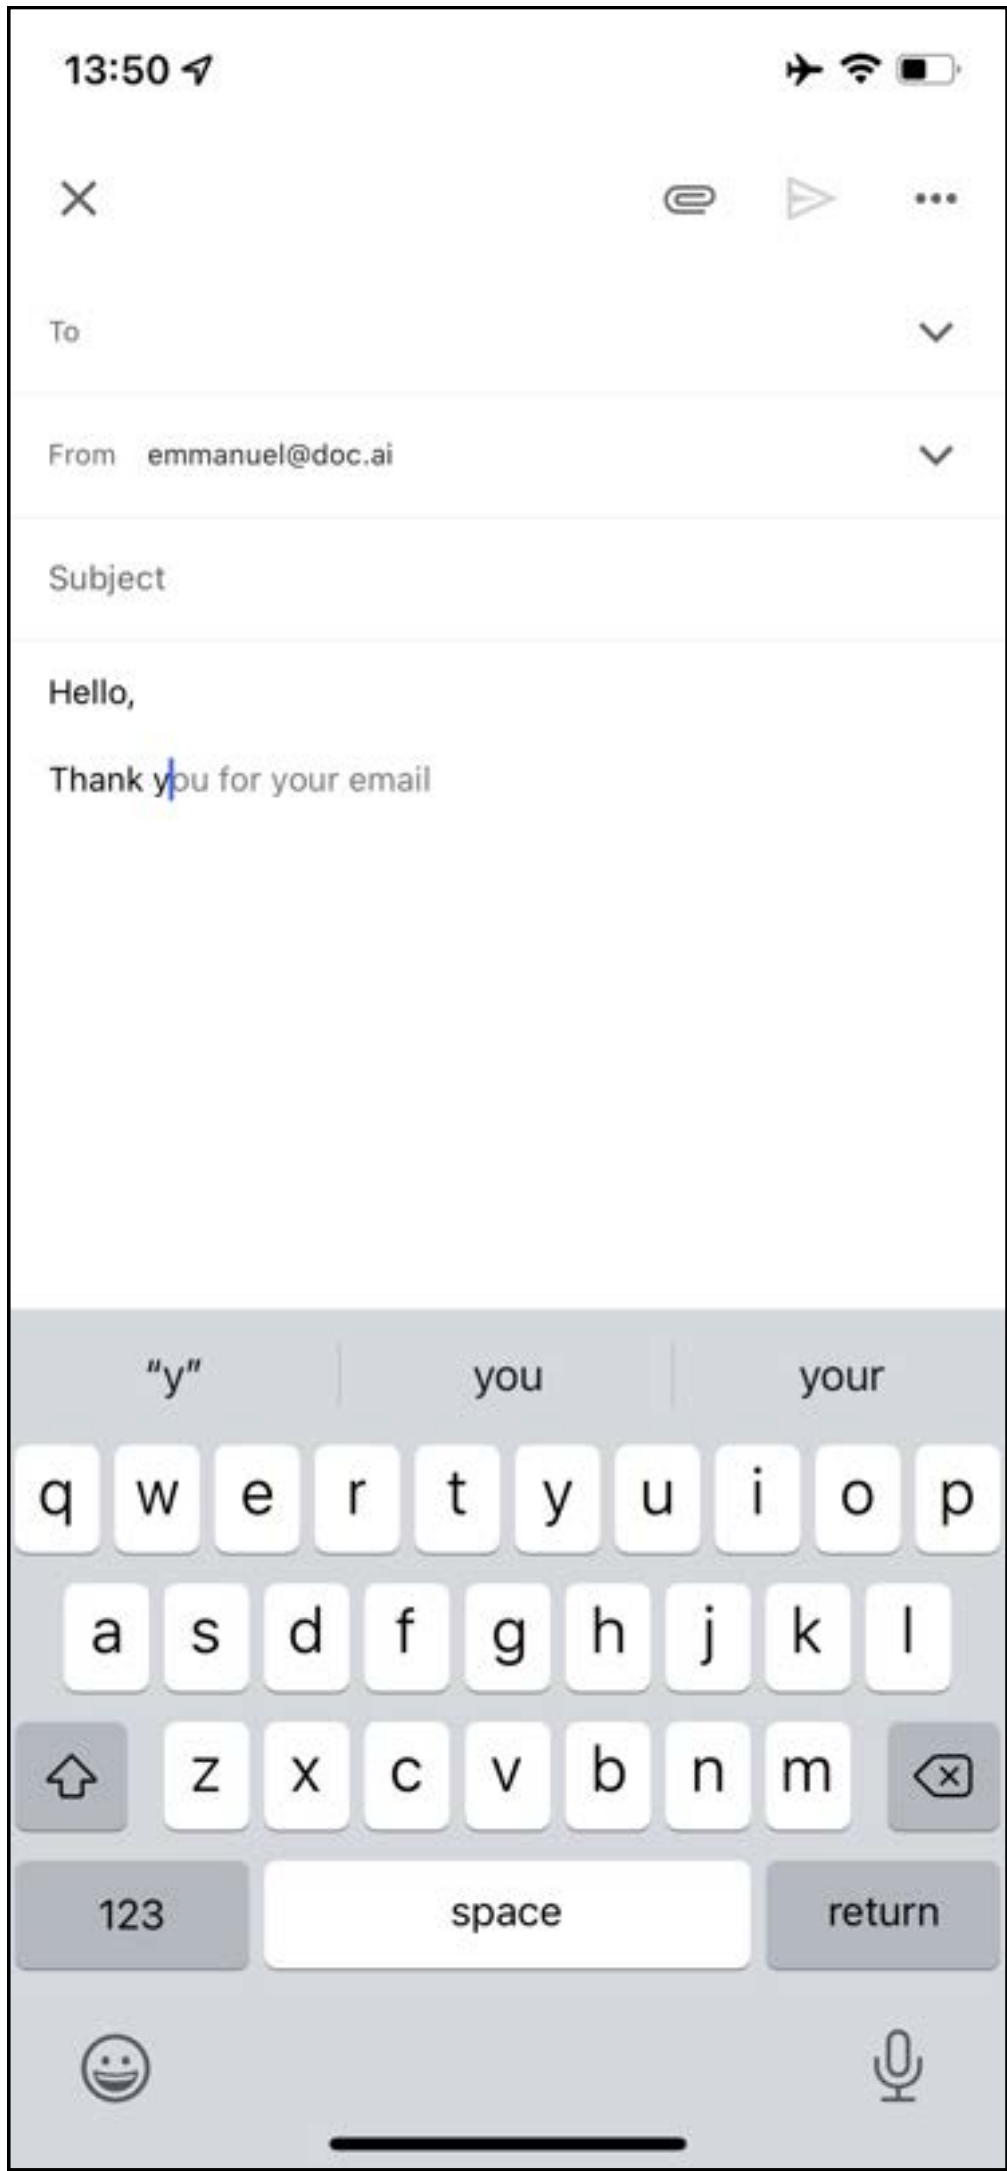 13:50
To
From emmanuel@doc.ai
Subject
Hello,
Thank you for your email
“y” you your
q w e r t y u i o p
a s d f g h j k l
z x c v b n m
123 space return